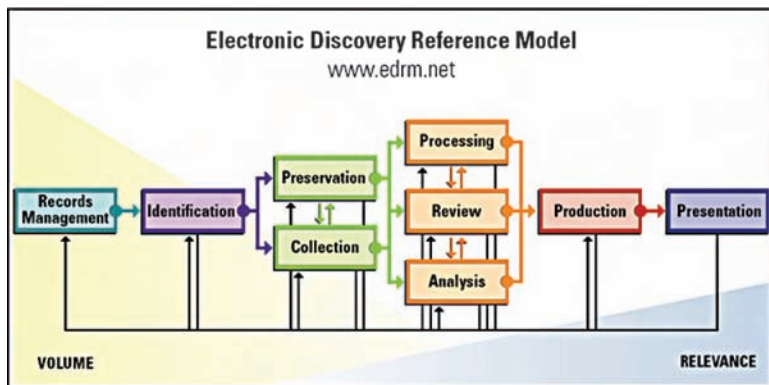 Electronic Discovery Reference Model
www.edrm.net
Processing
Preservation
Records
Management
Identification
Review
Production
Presentation
Collection
Analysis
VOLUME
RELEVANCE